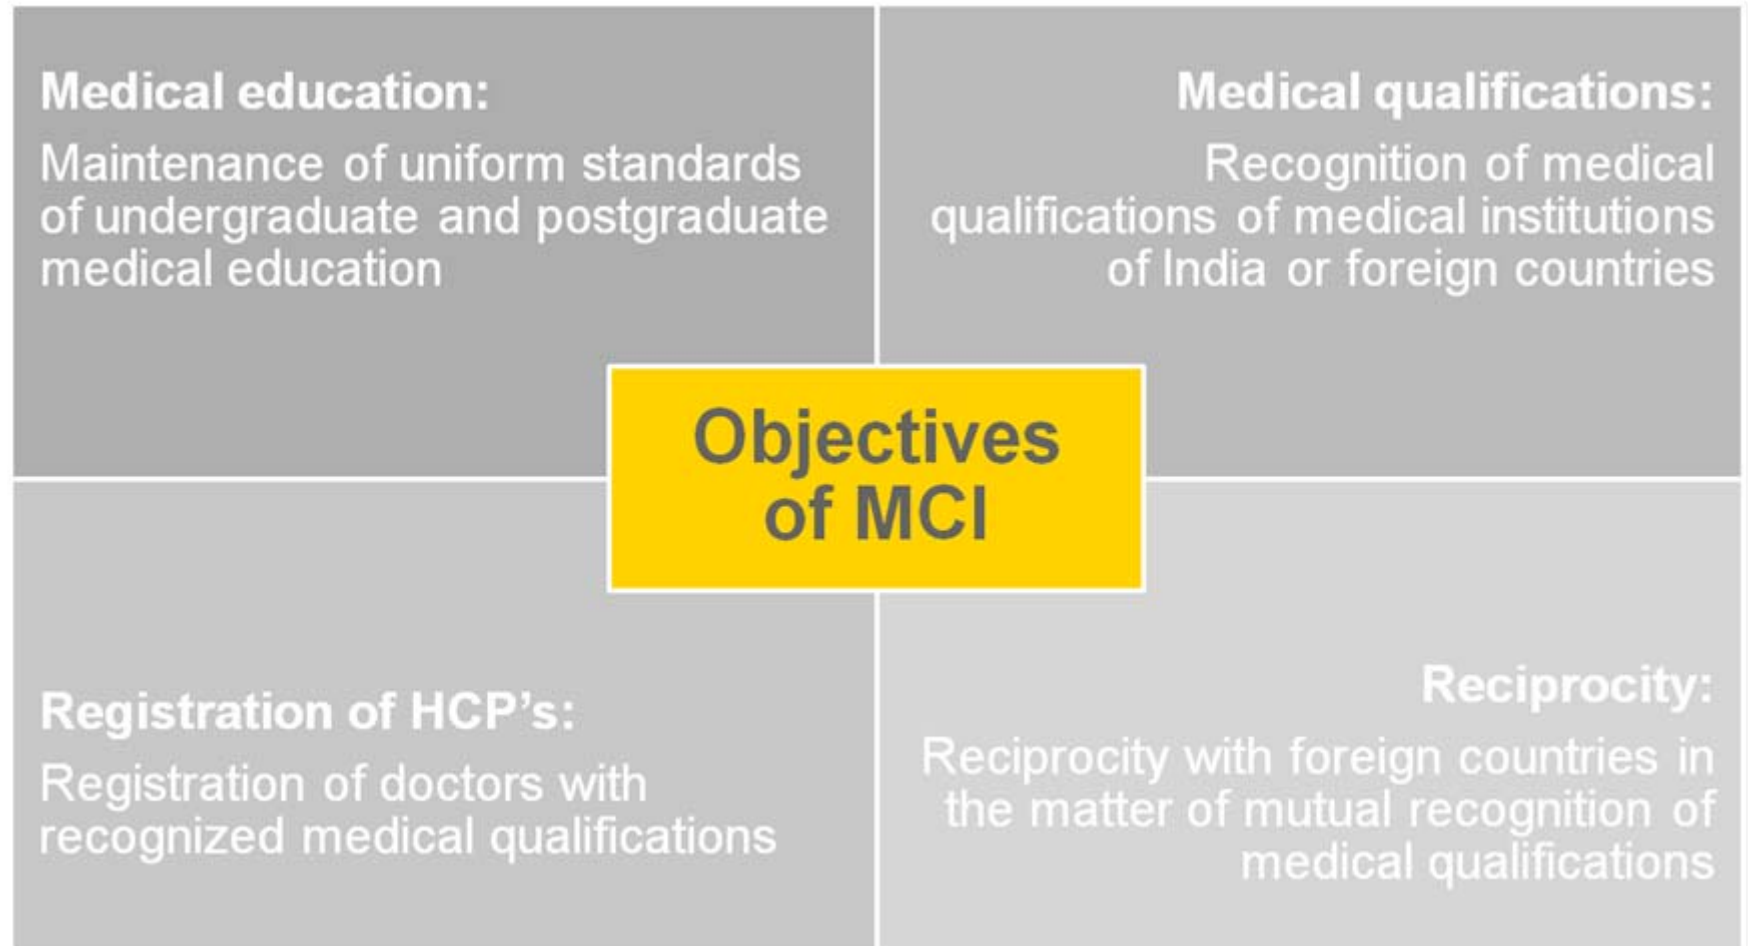 Medical education:
Maintenance of uniform standards
of undergraduate and postgraduate
medical education
Medical qualifications:
Recognition of medical
qualifications of medical institutions
of India or foreign countries
Objectives
of MCI
Registration of HCP’s:
Registration of doctors with
recognized medical qualifications
Reciprocity:
Reciprocity with foreign countries in
the matter of mutual recognition of
medical qualifications